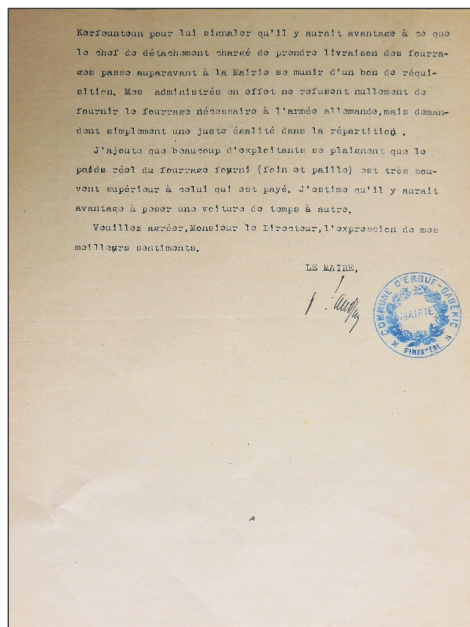 Kerfeunteun pour lui signaler qu'il y aurait avantage à ce que
le chef de détachement chargé de prendre livraison des fourra-
ges passe auparavant à la Mairie se munir d'un bon de réqui-
sition. Mes administrés en effet ne refusent nullement de
fournir le fourrage nécessaire à l'armée allemande,mais deman-
dent simplement une juste égalité dans la répartition.
J'ajoute que beaucoup d'exploitants se plaignent que le
poids réel du fourrage fourni (foin et paille) est très sou-
vent supérieur à celui qui est payé. J'estime qu'il y aurait
avantage à peser une voiture de temps à autre.
Veuillez agréer,Monsieur le Directeur,l'expression de mes
meilleurs sentiments.
LE MAIRE,
COMMUNE D'ERGUÉ-GABÉRIC
MAIRIE
FINISTÈRE